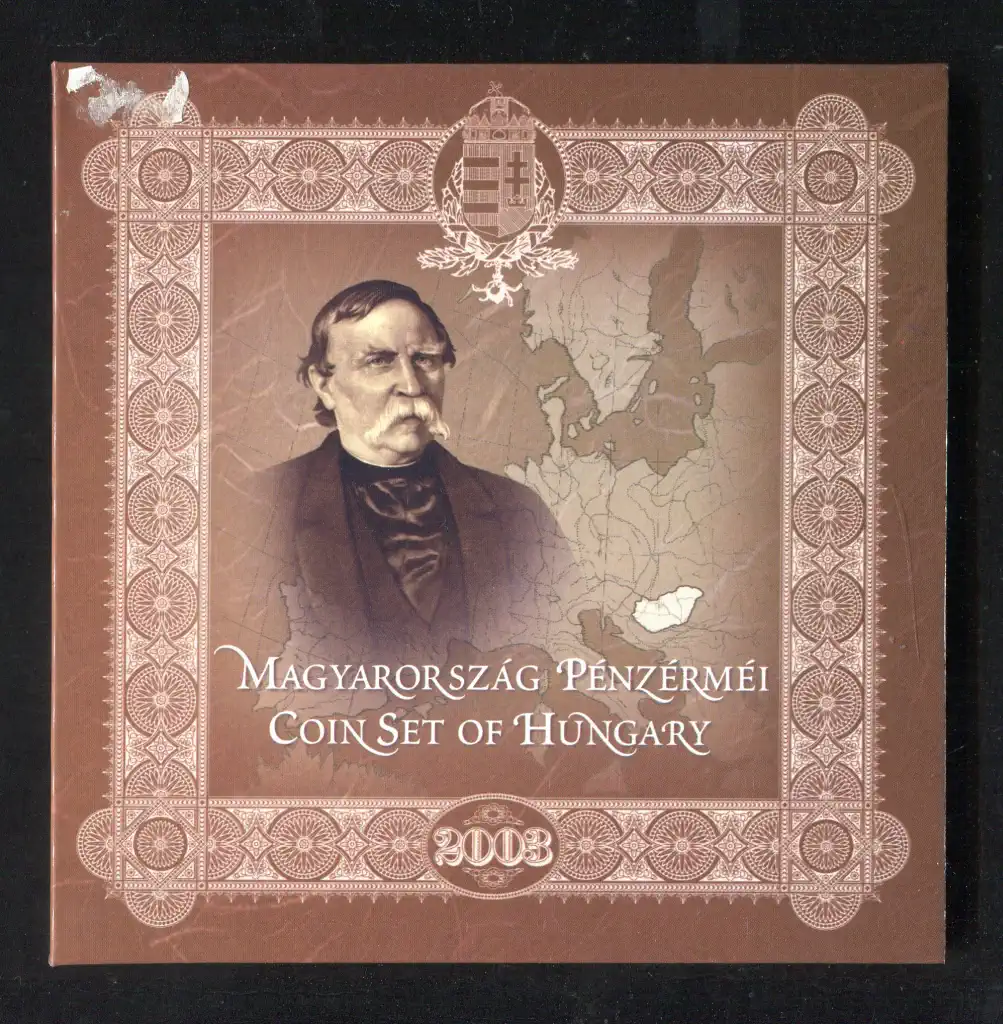 Magyarország Pénzérméi
Coin Set of Hungary
2003